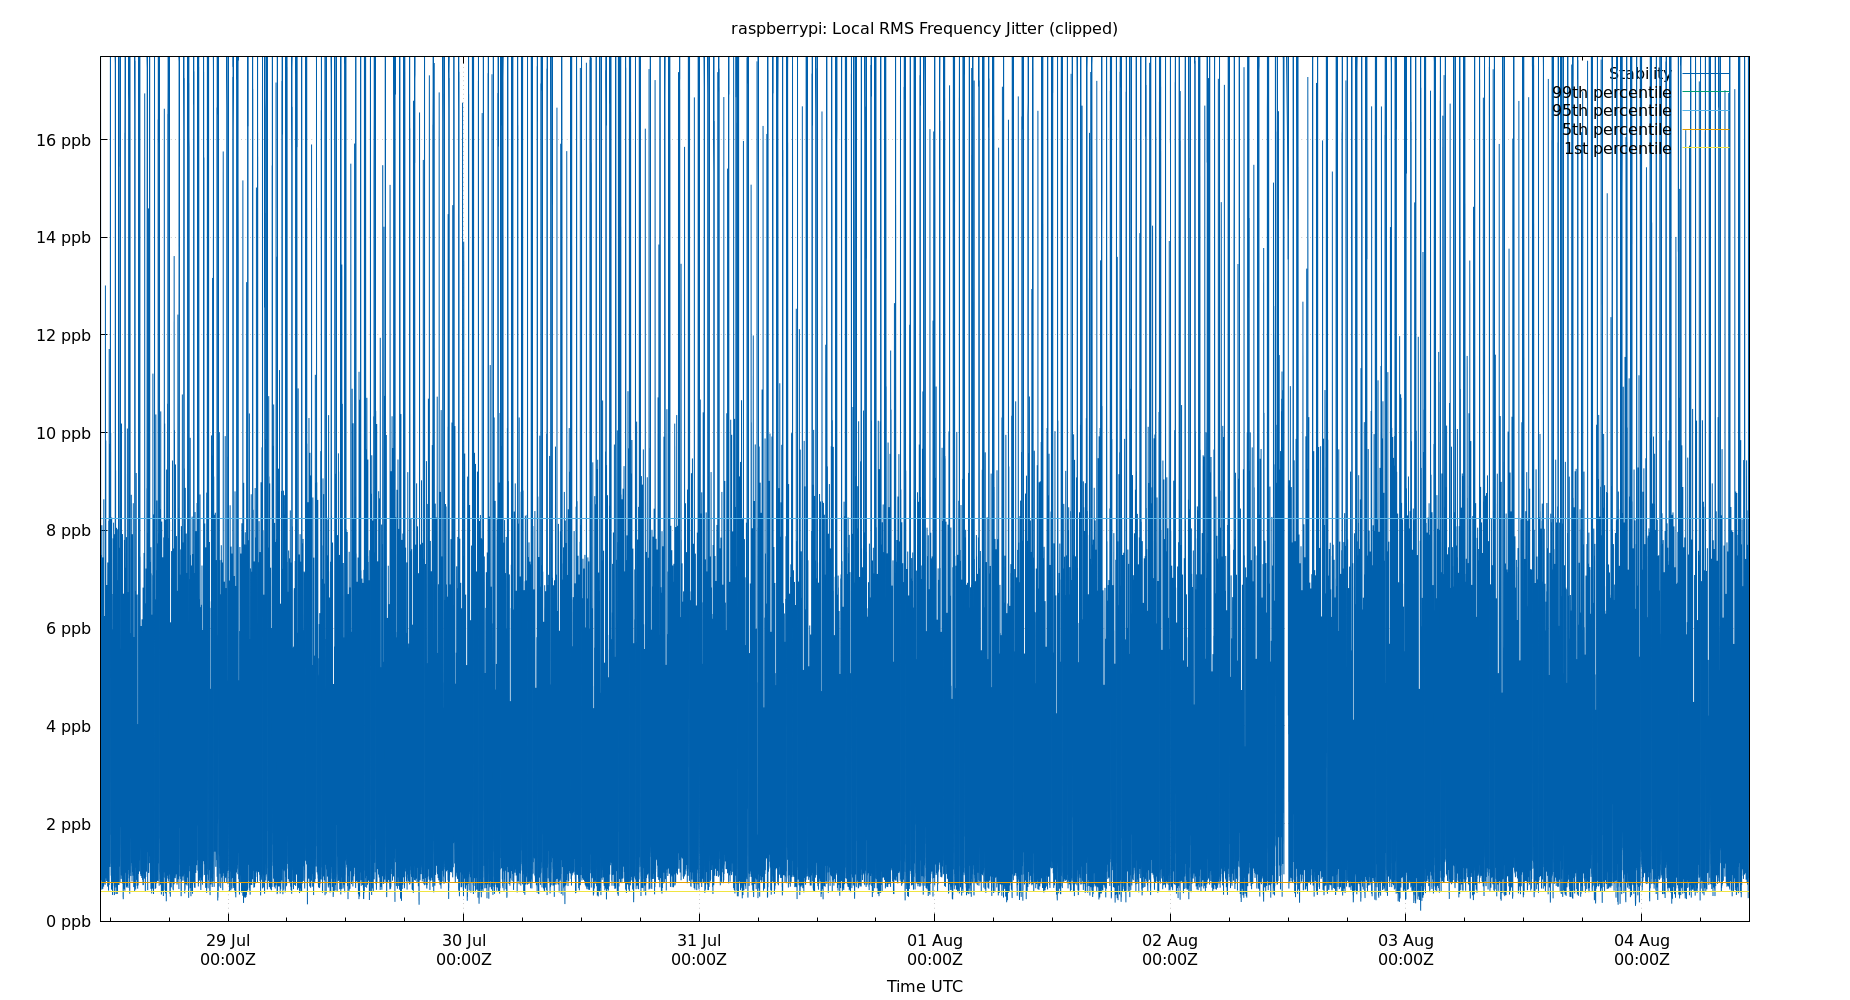 raspberrypi: Local RMS Frequency Jitter (clipped)
Stability
99th percentile
95th percentile
5th percentile
1st percentile
16 ppb
14 ppb
12 ppb
10 ppb
8 ppb
6 ppb
4 ppb
2 ppb
0 ppb
29 Jul
00:00Z
30 Jul
00:00Z
31 Jul
00:00Z
01 Aug
00:00Z
02 Aug
00:00Z
03 Aug
00:00Z
04 Aug
00:00Z
Time UTC